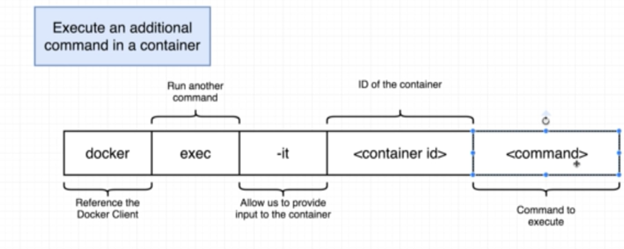 Execute an additional
command in a container
Run another
command
ID of the container
docker
exec
-it
<container id>
<command>
Reference the
Docker Client
Allow us to provide
input to the container
Command to
execute